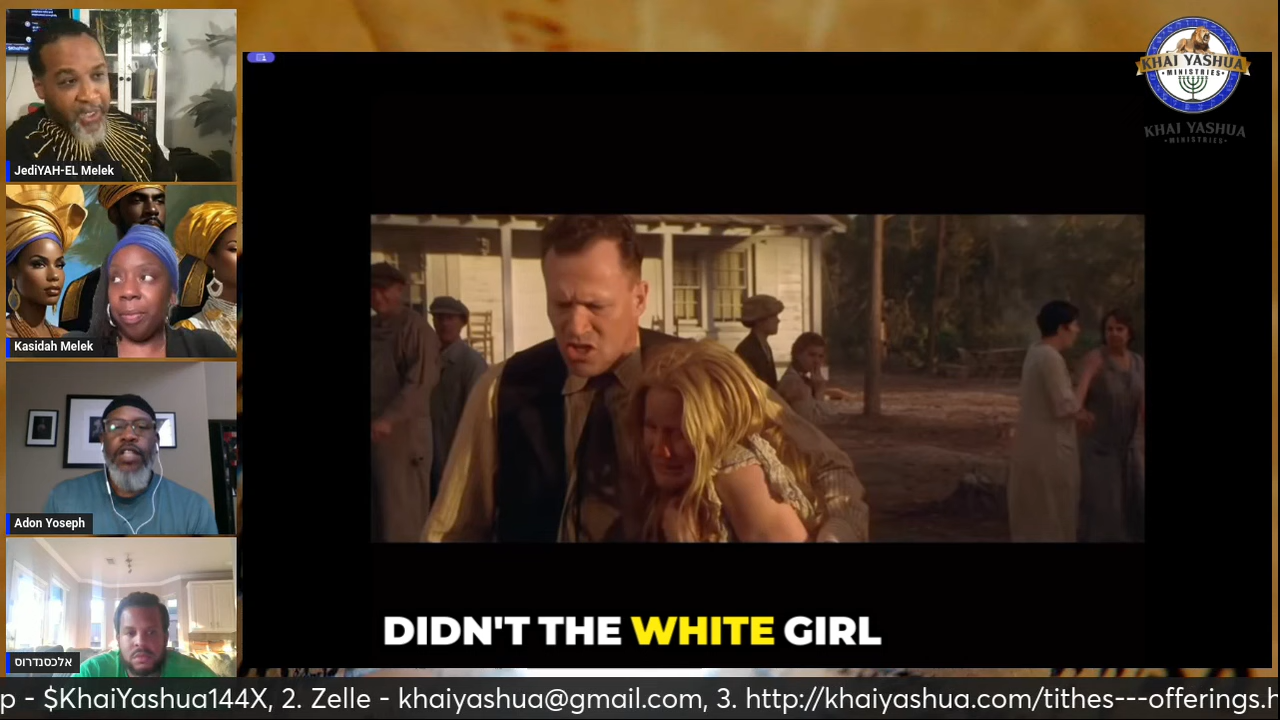 JediYAH-EL Melek
Kasidah Melek
Adon Yoseph
אלכסנדרוס
KHAI YASHUA
• MINISTRIES •
KHAI YASHUA
• MINISTRIES •
DIDN'T THE WHITE GIRL
p - $KhaiYashua144X, 2. Zelle - khaiyashua@gmail.com, 3. http://khaiyashua.com/tithes---offerings.h